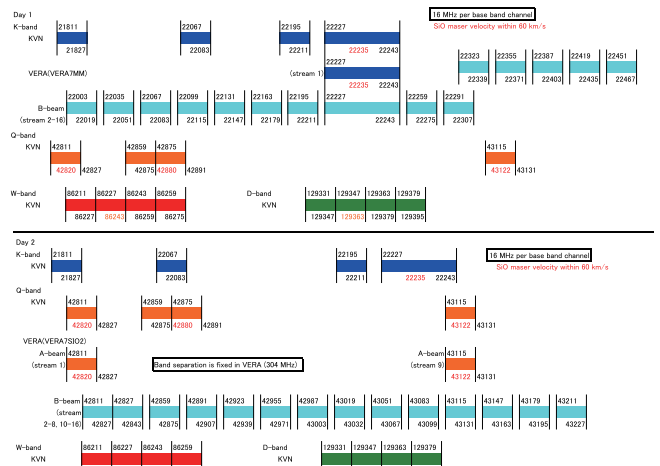 Day 1
K-band 21811 22067 22195 22227 16 MHz per base band channel
KVN 21827 22083 22211 22235 22243 SiO maser velocity within 60 km/s
22323 22355 22387 22419 22451
22339 22371 22403 22435 22467
VERA(VERA7MM) (stream 1) 22227
22235 22243
B-beam 22003 22035 22067 22099 22131 22163 22195 22227 22259 22291
(stream 2-16) 22019 22051 22083 22115 22147 22179 22211 22243 22275 22307
Q-band
KVN 42811 42859 42875 43115
42820 42827 42875 42880 42891 43122 43131
W-band 86211 86227 86243 86259 D-band 129331 129347 129363 129379
KVN 86227 86243 86259 86275 KVN 129347 129363 129379 129395
Day 2
K-band 21811 22067 22195 22227 16 MHz per base band channel
KVN 21827 22083 22211 22235 22243 SiO maser velocity within 60 km/s
Q-band
KVN 42811 42859 42875 43115
42820 42827 42875 42880 42891 43122 43131
VERA(VERA7SIO2)
A-beam 42811 A-beam 43115
(stream 1) 42820 42827 Band separation is fixed in VERA (304 MHz) (stream 9) 43122 43131
B-beam 42811 42827 42859 42891 42923 42955 42987 43019 43051 43083 43115 43147 43179 43211
(stream
2-8, 10-16) 42827 42843 42875 42907 42939 42971 43003 43032 43067 43099 43131 43163 43195 43227
W-band 86211 86227 86243 86259 D-band 129331 129347 129363 129379
KVN KVN